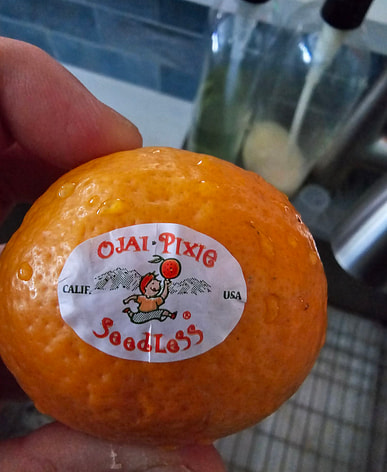 OJAI·PIXIE
CALIF. USA
SeedLeSS ®